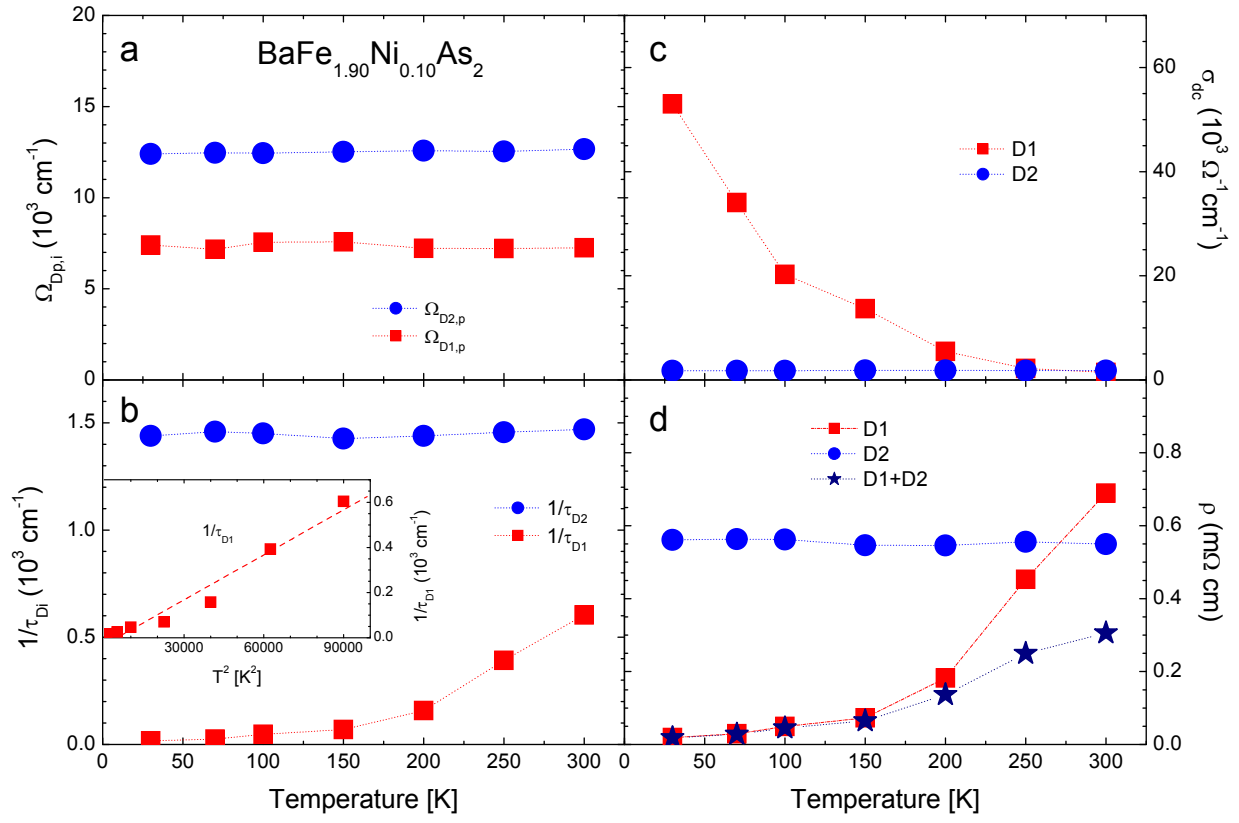 a
BaFe1.90Ni0.10As2
20
15
10
5
0
ΩDp,i (10³ cm⁻¹)
ΩD2,p
ΩD1,p
c
D1
D2
60
40
20
0
σdc (10³ Ω⁻¹cm⁻¹)
b
1.5
1.0
0.5
0.0
1/τDi (10³ cm⁻¹)
1/τD2
1/τD1
1/τD1
0.6
0.4
0.2
0.0
1/τD1 (10³ cm⁻¹)
30000 60000 90000
T² [K²]
0 50 100 150 200 250 300
Temperature [K]
d
D1
D2
D1+D2
0.8
0.6
0.4
0.2
0.0
ρ (mΩ cm)
0 50 100 150 200 250 300
Temperature [K]